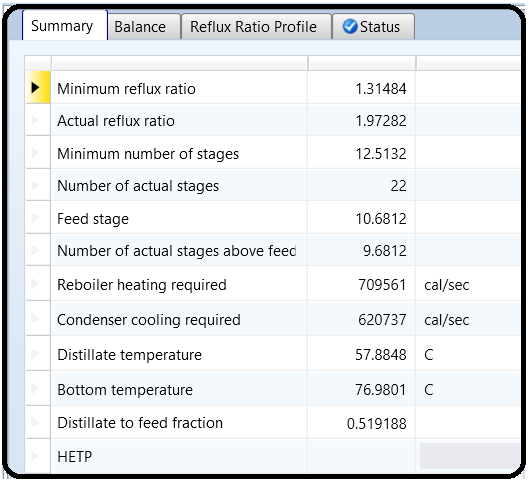 Summary Balance Reflux Ratio Profile Status
Minimum reflux ratio 1.31484
Actual reflux ratio 1.97282
Minimum number of stages 12.5132
Number of actual stages 22
Feed stage 10.6812
Number of actual stages above feed 9.6812
Reboiler heating required 709561 cal/sec
Condenser cooling required 620737 cal/sec
Distillate temperature 57.8848 C
Bottom temperature 76.9801 C
Distillate to feed fraction 0.519188
HETP